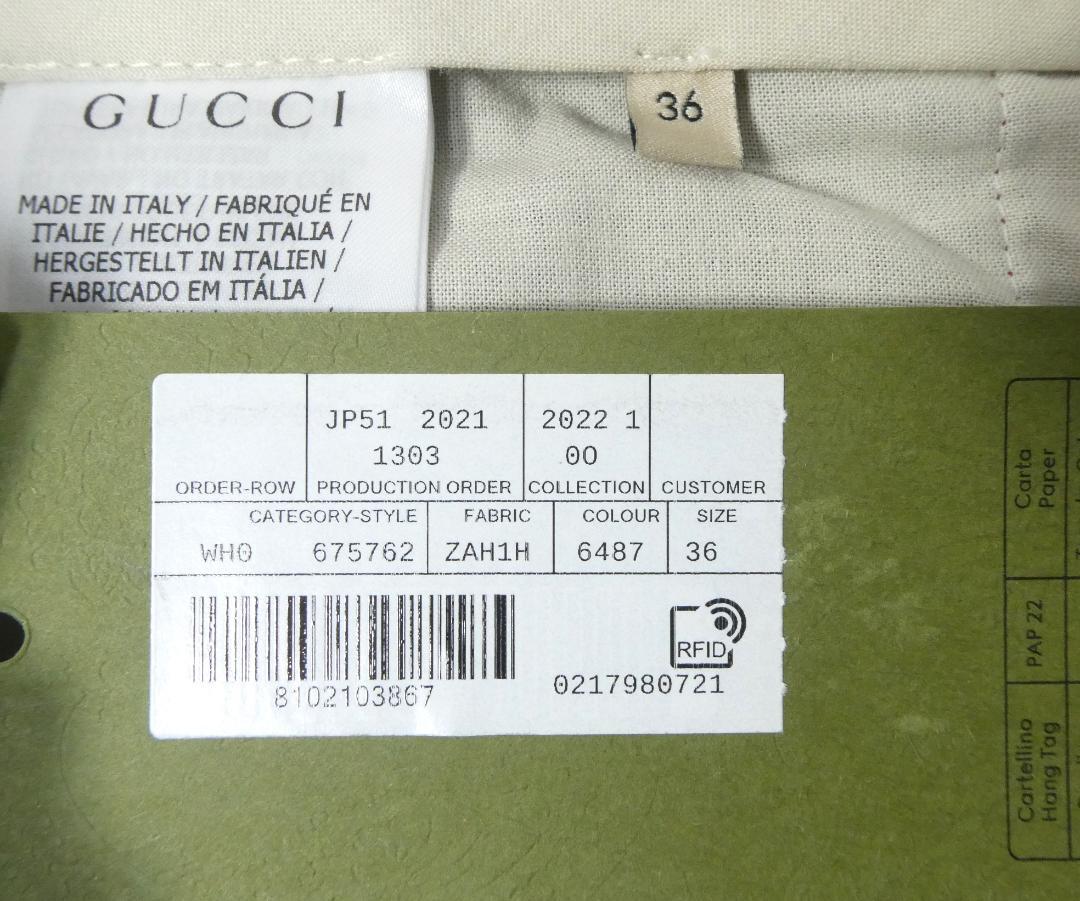 GUCCI
MADE IN ITALY / FABRIQUÉ EN
ITALIE / HECHO EN ITALIA /
HERGESTELLT IN ITALIEN /
FABRICADO EM ITÁLIA /
36
JP51 2021
1303
2022 1
00
ORDER-ROW
PRODUCTION ORDER
COLLECTION
CUSTOMER
CATEGORY-STYLE
FABRIC
COLOUR
SIZE
WH0 675762
ZAH1H
6487
36
8102103867
RFID
0217980721
Carta
Paper
PAP 22
Cartellino
Hang Tag